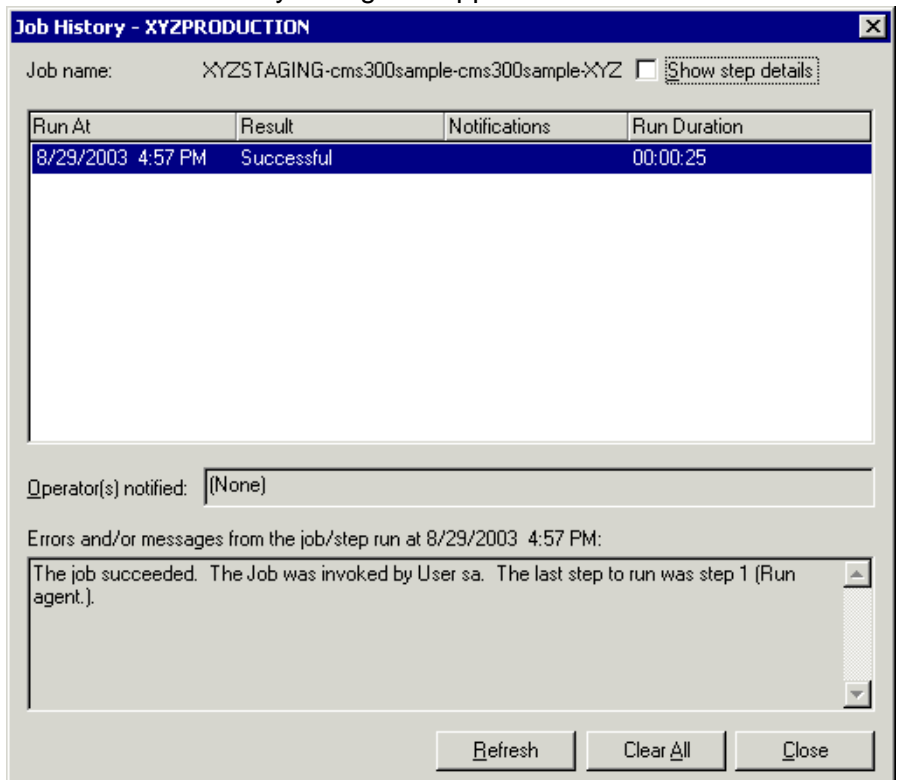 Job History - XYZPRODUCTION
Job name: XYZSTAGING-cms300sample-cms300sample-XYZ Show step details
Run At Result Notifications Run Duration
8/29/2003 4:57 PM Successful 00:00:25
Operator(s) notified: (None)
Errors and/or messages from the job/step run at 8/29/2003 4:57 PM:
The job succeeded. The Job was invoked by User sa. The last step to run was step 1 (Run
agent.).
Refresh Clear All Close